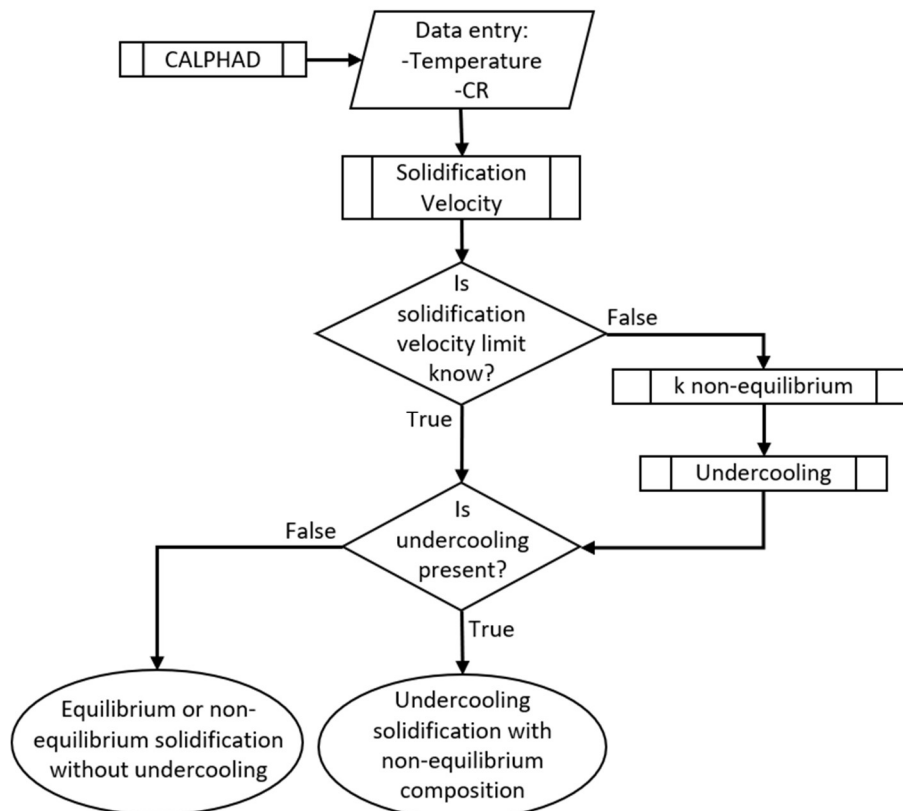 CALPHAD
Data entry:
-Temperature
-CR
Solidification
Velocity
Is
solidification
velocity limit
know?
False
True
k non-equilibrium
Undercooling
Is
undercooling
present?
False
True
Equilibrium or non-
equilibrium solidification
without undercooling
Undercooling
solidification with
non-equilibrium
composition